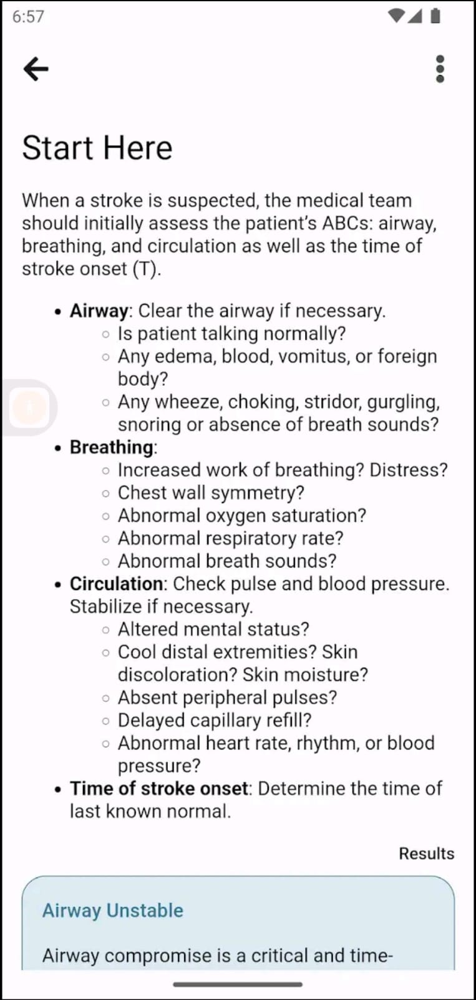 6:57
Start Here
When a stroke is suspected, the medical team
should initially assess the patient's ABCs: airway,
breathing, and circulation as well as the time of
stroke onset (T).
• Airway: Clear the airway if necessary.
○ Is patient talking normally?
○ Any edema, blood, vomitus, or foreign
body?
○ Any wheeze, choking, stridor, gurgling,
snoring or absence of breath sounds?
• Breathing:
○ Increased work of breathing? Distress?
○ Chest wall symmetry?
○ Abnormal oxygen saturation?
○ Abnormal respiratory rate?
○ Abnormal breath sounds?
• Circulation: Check pulse and blood pressure.
Stabilize if necessary.
○ Altered mental status?
○ Cool distal extremities? Skin
discoloration? Skin moisture?
○ Absent peripheral pulses?
○ Delayed capillary refill?
○ Abnormal heart rate, rhythm, or blood
pressure?
• Time of stroke onset: Determine the time of
last known normal.
Results
Airway Unstable
Airway compromise is a critical and time-